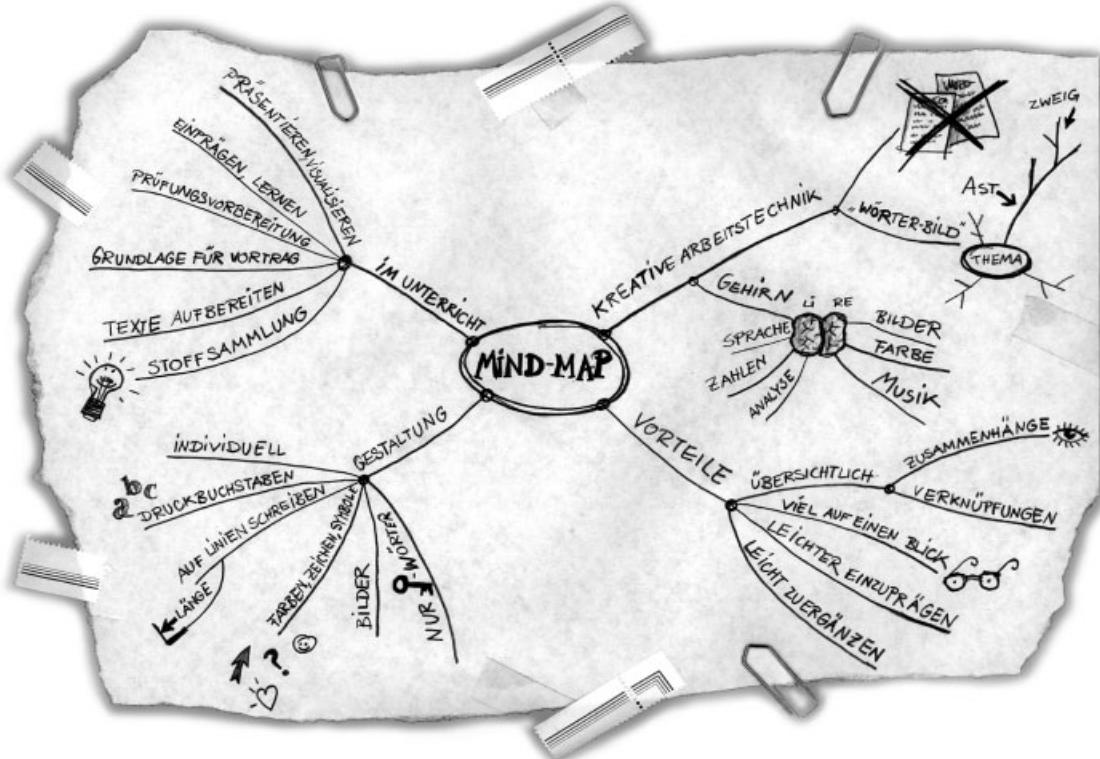 MIND-MAP
IM UNTERRICHT
PRÄSENTIEREN, VISUALISIEREN
EINPRÄGEN, LERNEN
PRÜFUNGSVORBEREITUNG
GRUNDLAGE FÜR VORTRAG
TEXTE AUFBEREITEN
STOFFSAMMLUNG
KREATIVE ARBEITSTECHNIK
„WÖRTER-BILD“
ZWEIG
AST
THEMA
GEHIRN
LI RE
SPRACHE
ZAHLEN
ANALYSE
BILDER
FARBE
MUSIK
VORTEILE
ÜBERSICHTLICH
ZUSAMMENHÄNGE
VERKNÜPFUNGEN
VIEL AUF EINEN BLICK
LEICHTER EINZUPRÄGEN
LEICHT ZU ERGÄNZEN
GESTALTUNG
INDIVIDUELL
abc
DRUCKBUCHSTABEN
AUF LINIEN SCHREIBEN
LÄNGE
FARBEN, ZEICHEN, SYMBOLE
?
BILDER
NUR -WÖRTER